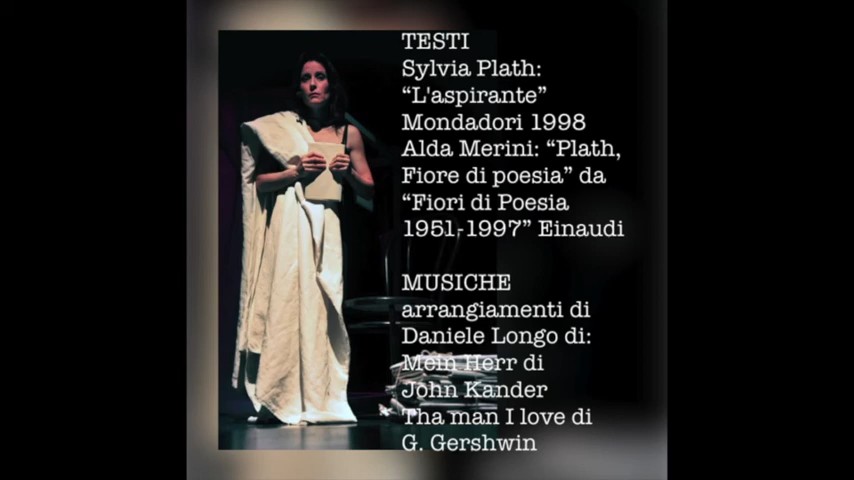 TESTI
Sylvia Plath:
“L'aspirante”
Mondadori 1998
Alda Merini: “Plath,
Fiore di poesia” da
“Fiori di Poesia
1951-1997” Einaudi
MUSICHE
arrangiamenti di
Daniele Longo di:
Mein Herr di
John Kander
Tha man I love di
G. Gershwin